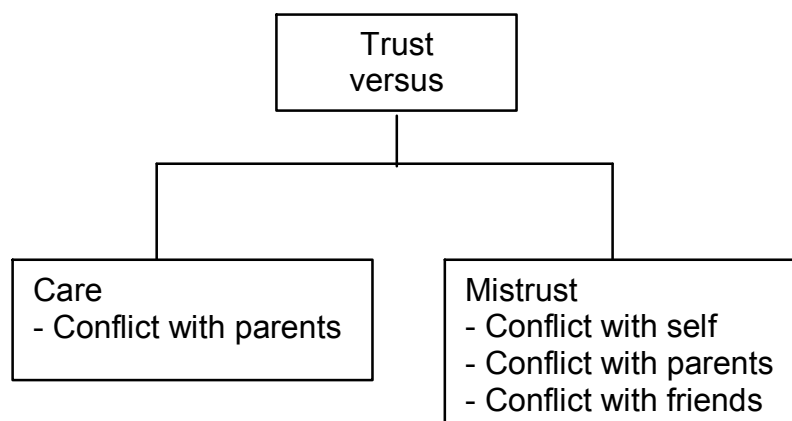 Trust
versus
Care
- Conflict with parents
Mistrust
- Conflict with self
- Conflict with parents
- Conflict with friends